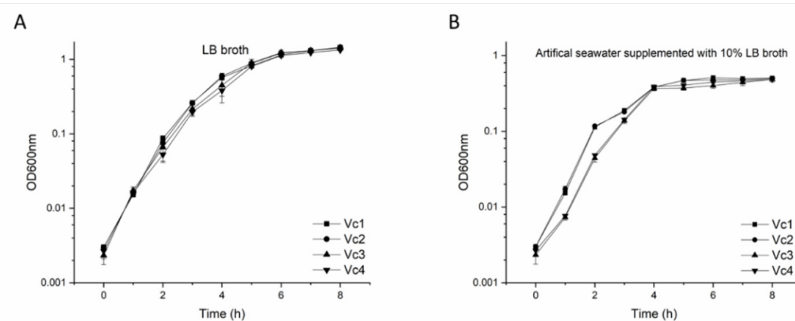 A
LB broth
OD600nm
1
0.1
0.01
0.001
Vc1
Vc2
Vc3
Vc4
0 2 4 6 8
Time (h)
B
Artifical seawater supplemented with 10% LB broth
OD600nm
1
0.1
0.01
0.001
Vc1
Vc2
Vc3
Vc4
0 2 4 6 8
Time (h)